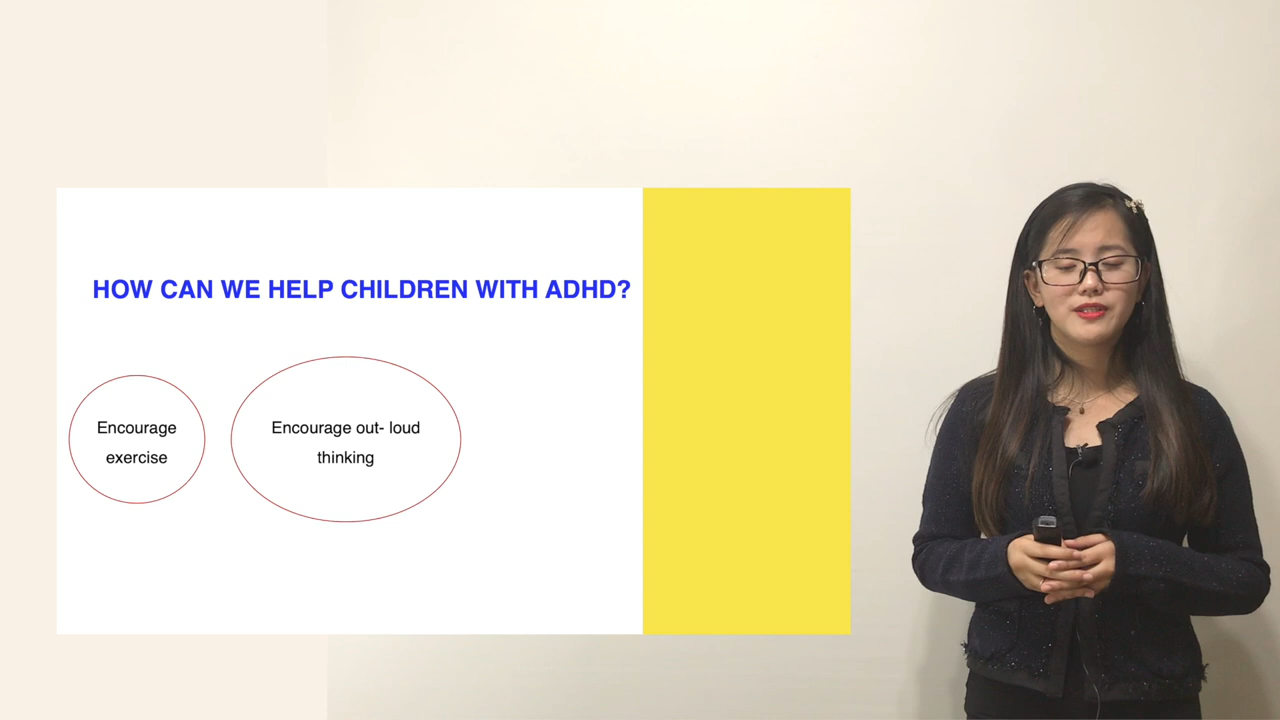 HOW CAN WE HELP CHILDREN WITH ADHD?
Encourage
exercise
Encourage out- loud
thinking